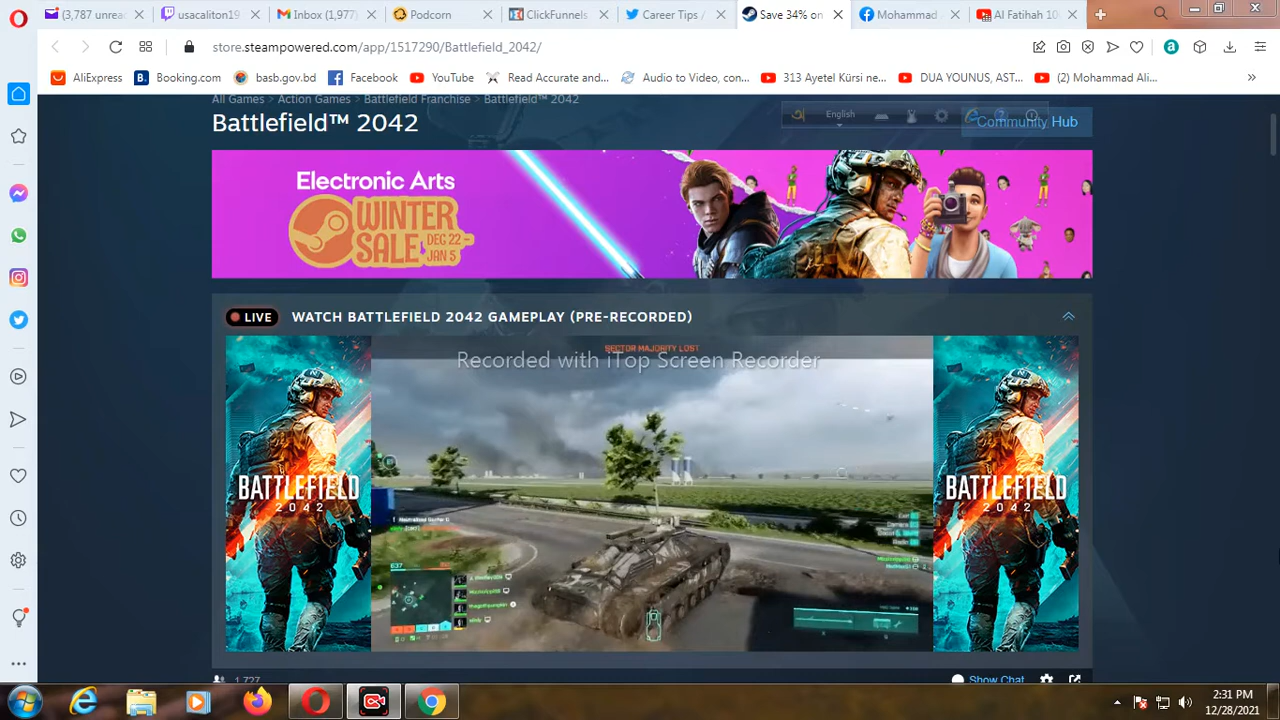 (3,787 unread
usacaliton19
Inbox (1,977)
Podcorn
ClickFunnels
Career Tips /
Save 34% on
Mohammad
Al Fatihah 10
store.steampowered.com/app/1517290/Battlefield_2042/
AliExpress
Booking.com
basb.gov.bd
Facebook
YouTube
Read Accurate and...
Audio to Video, con...
313 Ayetel Kürsi ne...
DUA YOUNUS, AST...
(2) Mohammad Ali...
All Games > Action Games > Battlefield Franchise > Battlefield™ 2042
Battlefield™ 2042
English
Community Hub
Electronic Arts
WINTER
SALE
DEC 22 –
JAN 5
LIVE
WATCH BATTLEFIELD 2042 GAMEPLAY (PRE-RECORDED)
SECTOR MAJORITY LOST
Recorded with iTop Screen Recorder
BATTLEFIELD
2042
BATTLEFIELD
2042
637
1,727
Show Chat
2:31 PM
12/28/2021